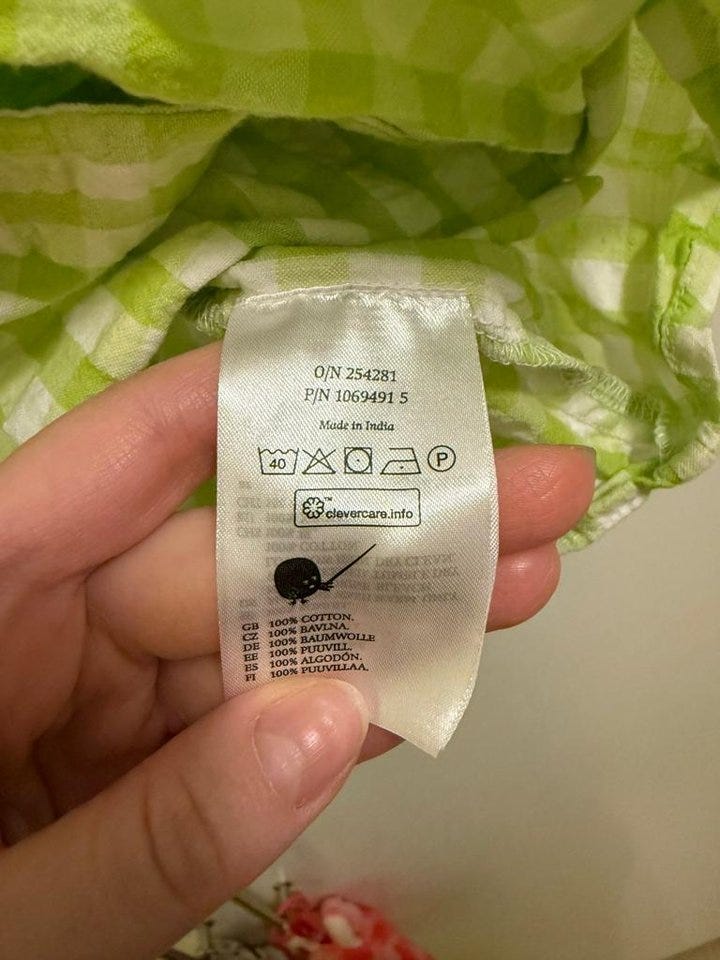 O/N 254281
P/N 1069491 5
Made in India
40 P
™ clevercare.info
GB 100% COTTON.
CZ 100% BAVLNA.
DE 100% BAUMWOLLE
EE 100% PUUVILL.
ES 100% ALGODÓN.
FI 100% PUUVILLAA.